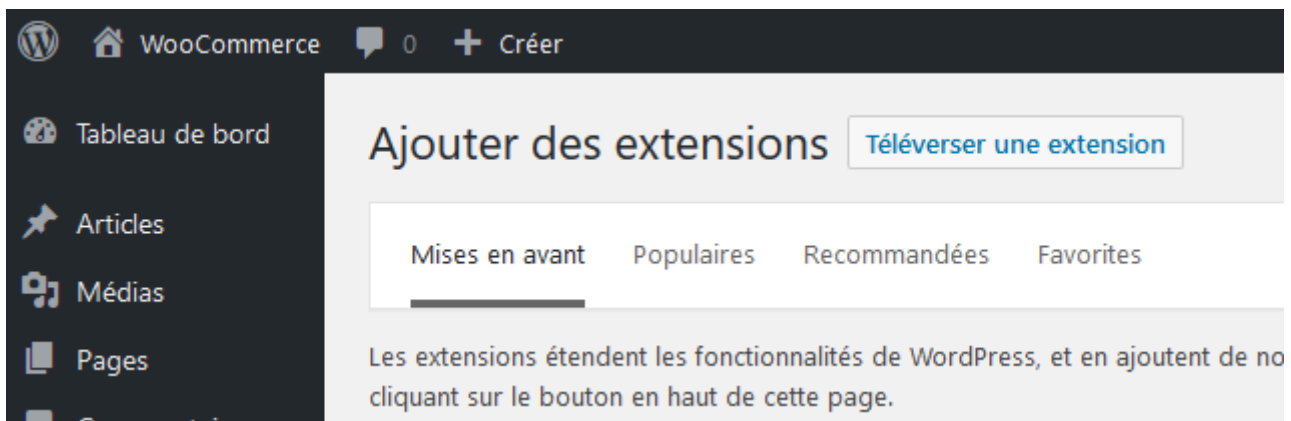 WooCommerce 0 Créer
Tableau de bord
Ajouter des extensions Téléverser une extension
Articles
Mises en avant Populaires Recommandées Favorites
Médias
Pages
Les extensions étendent les fonctionnalités de WordPress, et en ajoutent de
cliquant sur le bouton en haut de cette page.